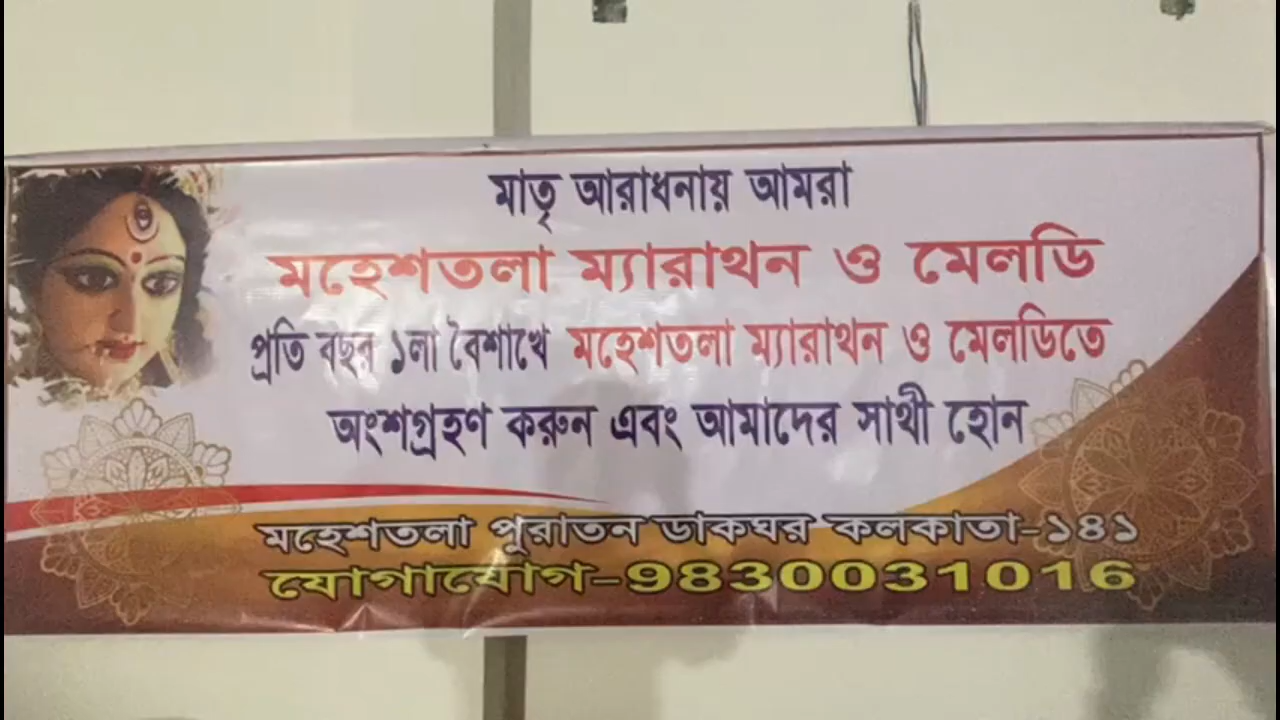 মাতৃ আরাধনায় আমরা
মহেশতলা ম্যারাথন ও মেলডি
প্রতি বছর ১লা বৈশাখে মহেশতলা ম্যারাথন ও মেলডিতে
অংশগ্রহণ করুন এবং আমাদের সাথী হোন
মহেশতলা পুরাতন ডাকঘর কলকাতা-১৪১
যোগাযোগ-9830031016